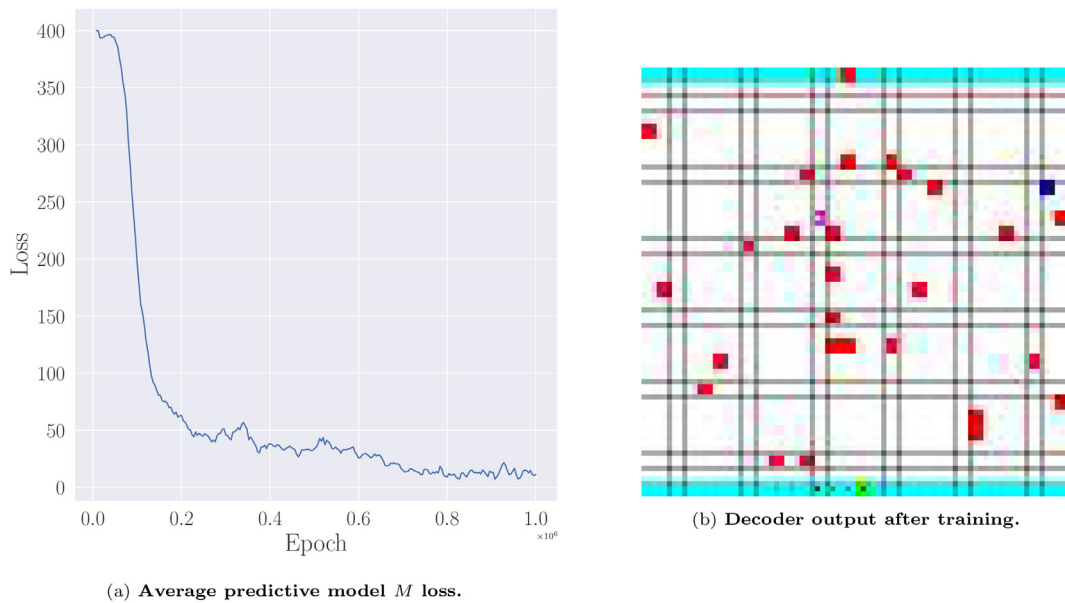 400
350
300
250
200
150
100
50
0
Loss
0.0 0.2 0.4 0.6 0.8 1.0
×10⁶
Epoch
(a) Average predictive model M loss.
(b) Decoder output after training.